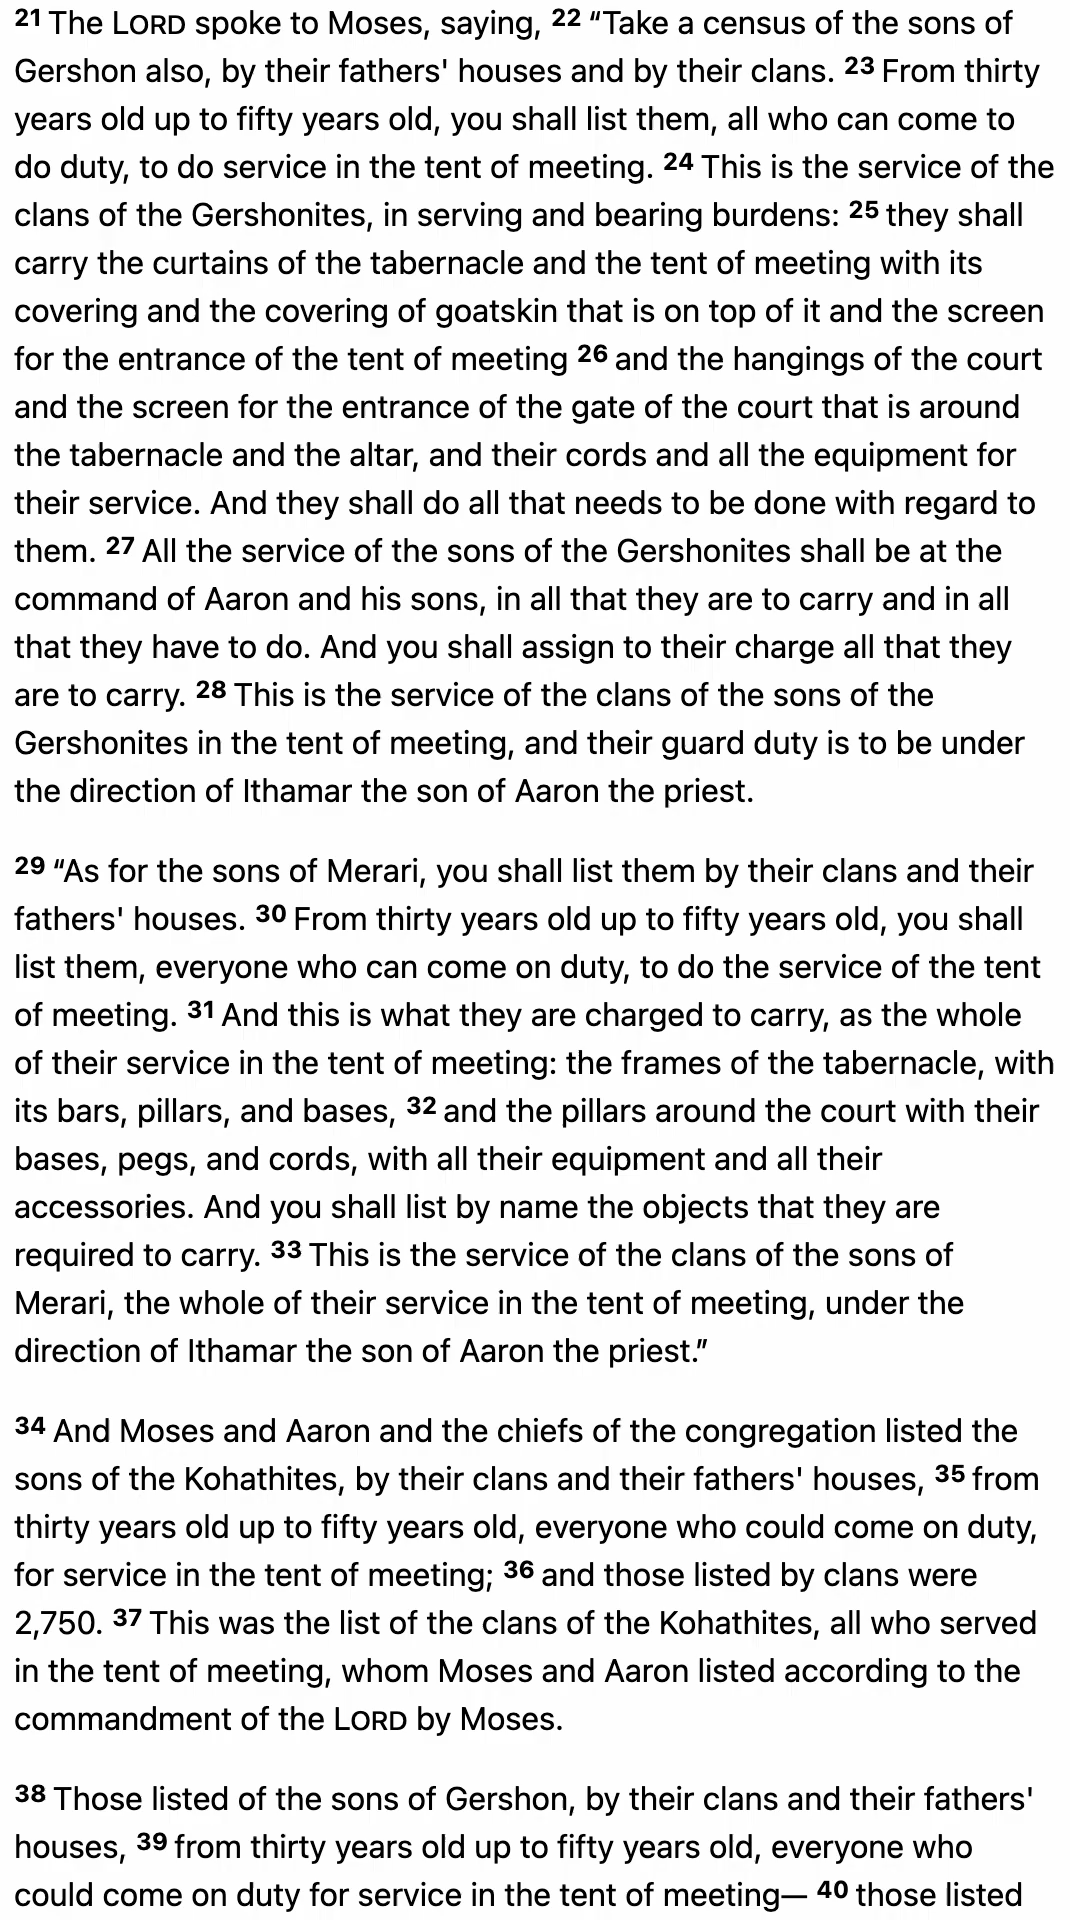 21 The LORD spoke to Moses, saying, 22 “Take a census of the sons of
Gershon also, by their fathers' houses and by their clans. 23 From thirty
years old up to fifty years old, you shall list them, all who can come to
do duty, to do service in the tent of meeting. 24 This is the service of the
clans of the Gershonites, in serving and bearing burdens: 25 they shall
carry the curtains of the tabernacle and the tent of meeting with its
covering and the covering of goatskin that is on top of it and the screen
for the entrance of the tent of meeting 26 and the hangings of the court
and the screen for the entrance of the gate of the court that is around
the tabernacle and the altar, and their cords and all the equipment for
their service. And they shall do all that needs to be done with regard to
them. 27 All the service of the sons of the Gershonites shall be at the
command of Aaron and his sons, in all that they are to carry and in all
that they have to do. And you shall assign to their charge all that they
are to carry. 28 This is the service of the clans of the sons of the
Gershonites in the tent of meeting, and their guard duty is to be under
the direction of Ithamar the son of Aaron the priest.
29 “As for the sons of Merari, you shall list them by their clans and their
fathers' houses. 30 From thirty years old up to fifty years old, you shall
list them, everyone who can come on duty, to do the service of the tent
of meeting. 31 And this is what they are charged to carry, as the whole
of their service in the tent of meeting: the frames of the tabernacle, with
its bars, pillars, and bases, 32 and the pillars around the court with their
bases, pegs, and cords, with all their equipment and all their
accessories. And you shall list by name the objects that they are
required to carry. 33 This is the service of the clans of the sons of
Merari, the whole of their service in the tent of meeting, under the
direction of Ithamar the son of Aaron the priest.”
34 And Moses and Aaron and the chiefs of the congregation listed the
sons of the Kohathites, by their clans and their fathers' houses, 35 from
thirty years old up to fifty years old, everyone who could come on duty,
for service in the tent of meeting; 36 and those listed by clans were
2,750. 37 This was the list of the clans of the Kohathites, all who served
in the tent of meeting, whom Moses and Aaron listed according to the
commandment of the LORD by Moses.
38 Those listed of the sons of Gershon, by their clans and their fathers'
houses, 39 from thirty years old up to fifty years old, everyone who
could come on duty for service in the tent of meeting— 40 those listed